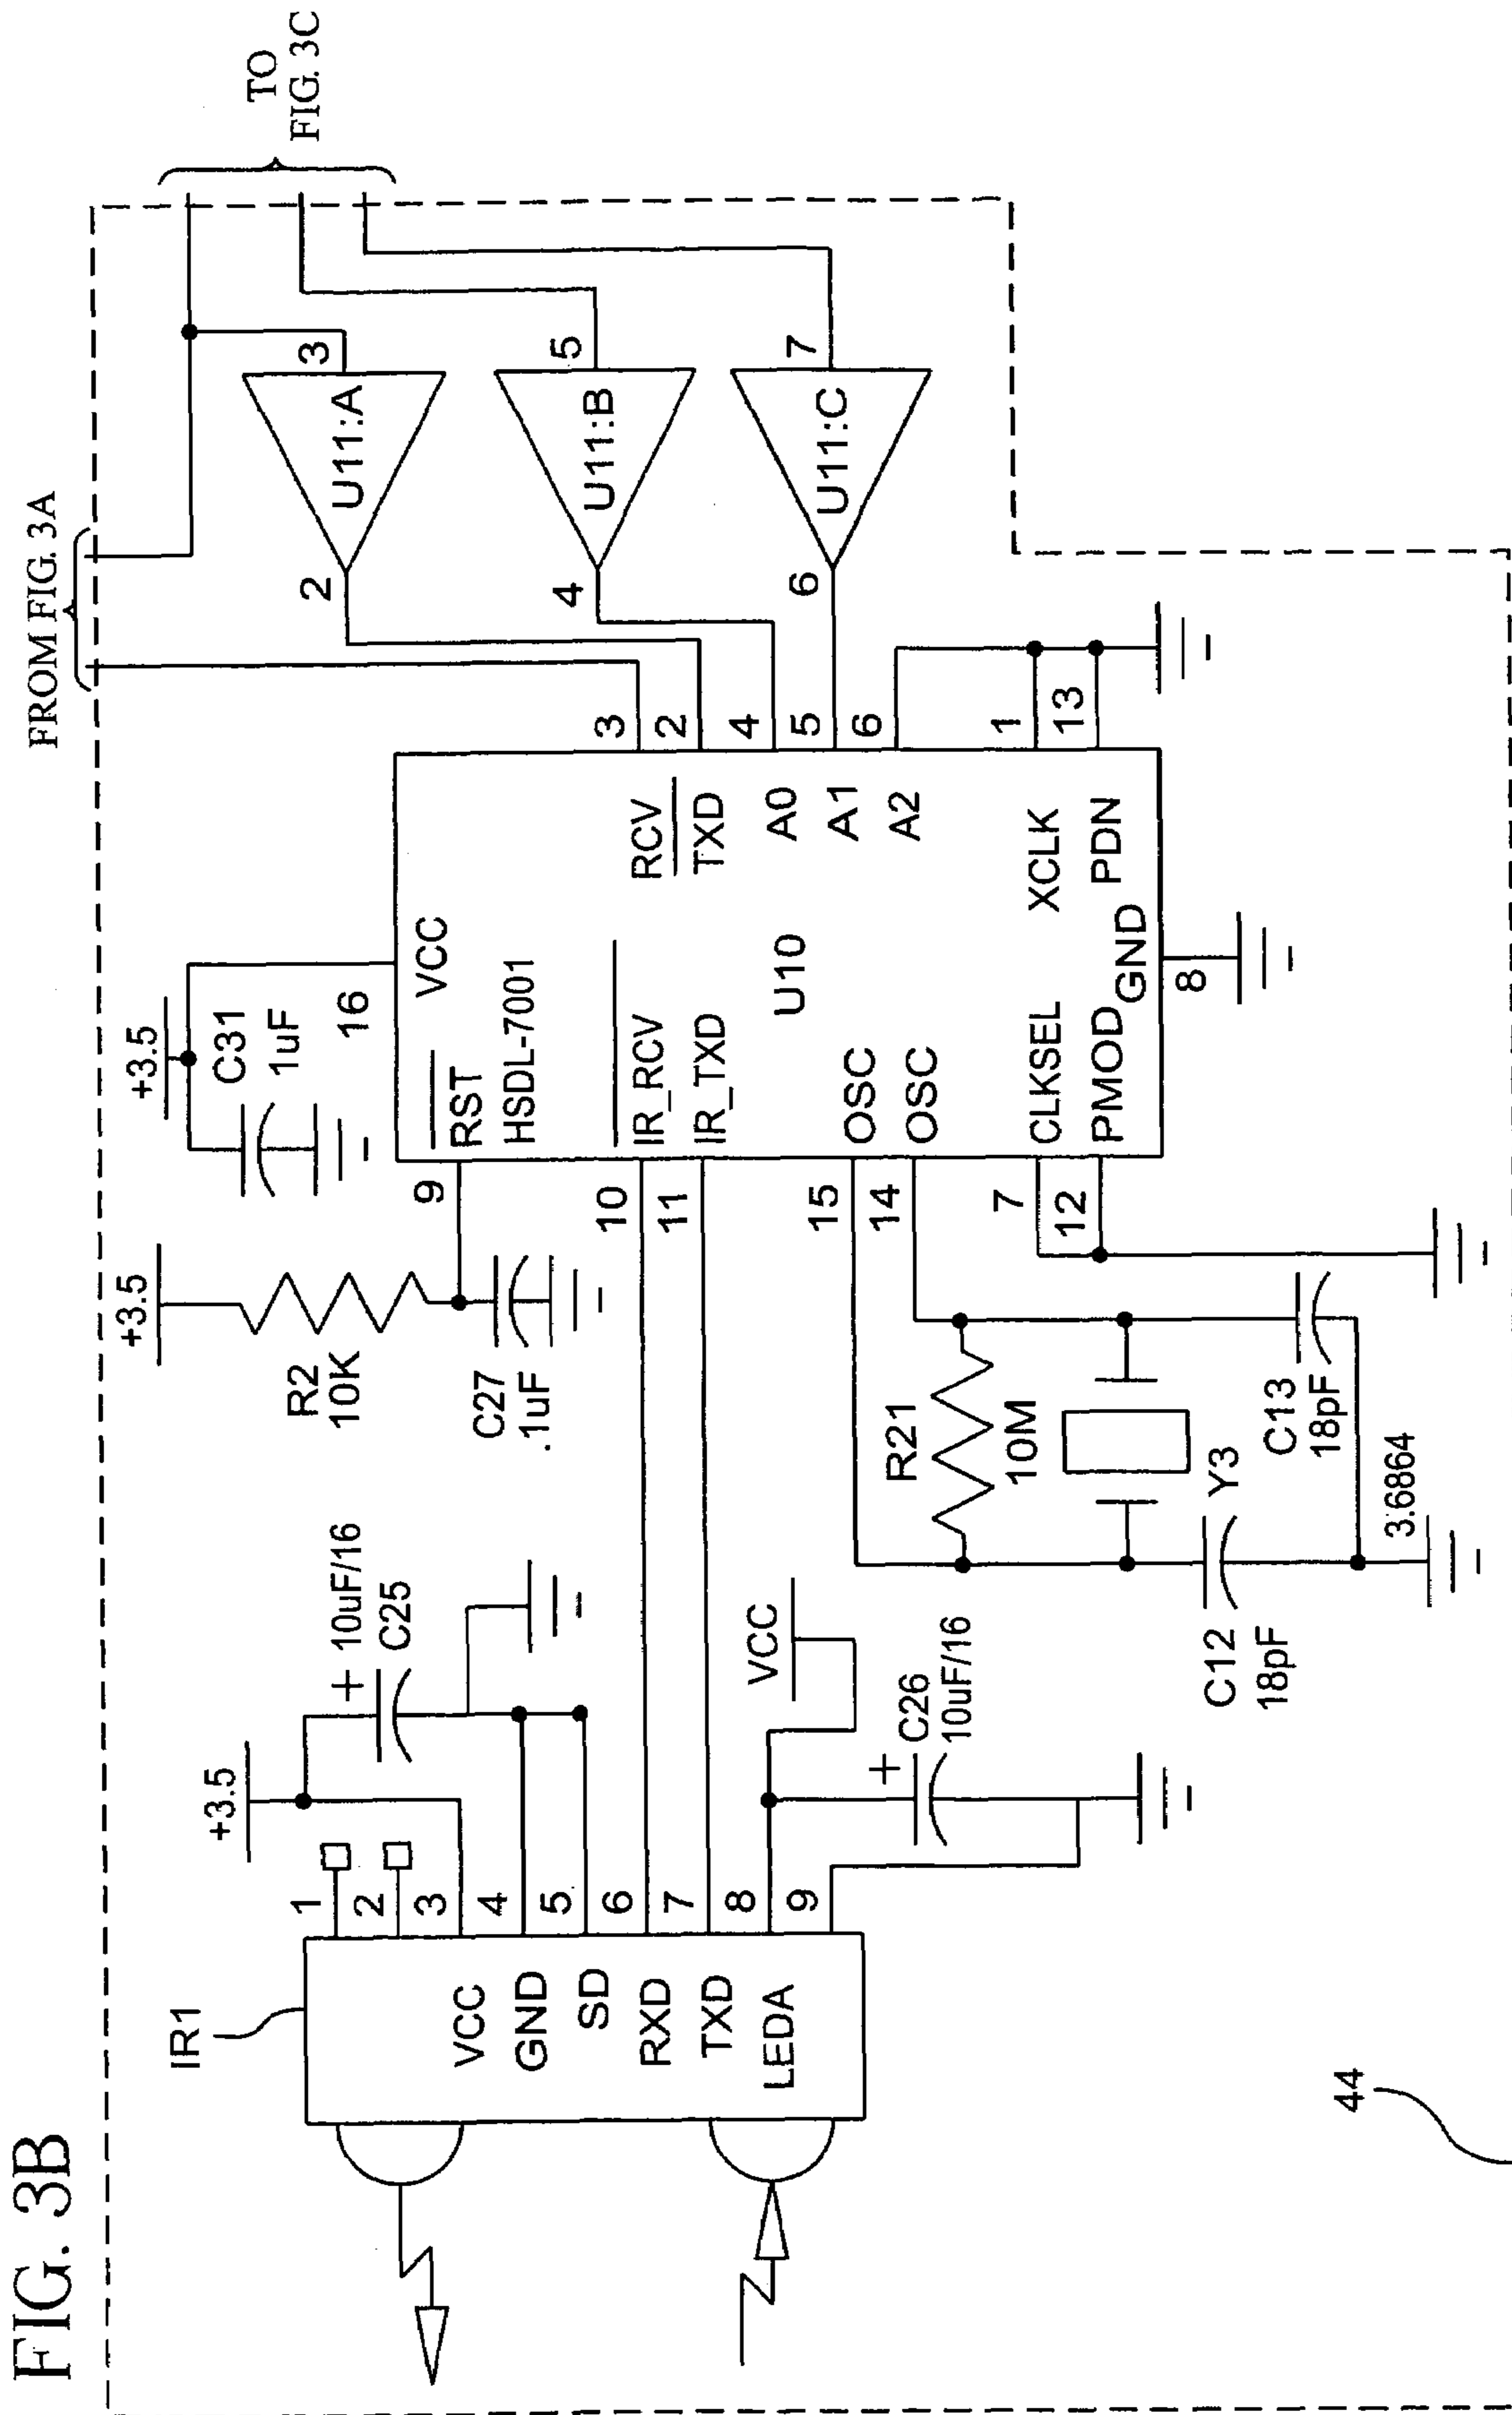 FIG. 3B
FROM FIG. 3A
TO
FIG. 3C
IR1
1
2
3
4
5
6
7
8
9
VCC
GND
SD
RXD
TXD
LEDA
+3.5
+ 10uF/16
C25
VCC
+
C26
10uF/16
+3.5
R2
10K
C27
.1uF
+3.5
C31
1uF
16
9
10
11
15
14
7
12
VCC
RST
HSDL-7001
IR_RCV
IR_TXD
U10
OSC
OSC
CLKSEL
PMOD
GND
8
RCV
TXD
A0
A1
A2
XCLK
PDN
3
2
4
5
6
1
13
2
U11:A
3
4
U11:B
5
6
U11:C
7
R21
10M
Y3
C12
18pF
C13
18pF
3.6864
44